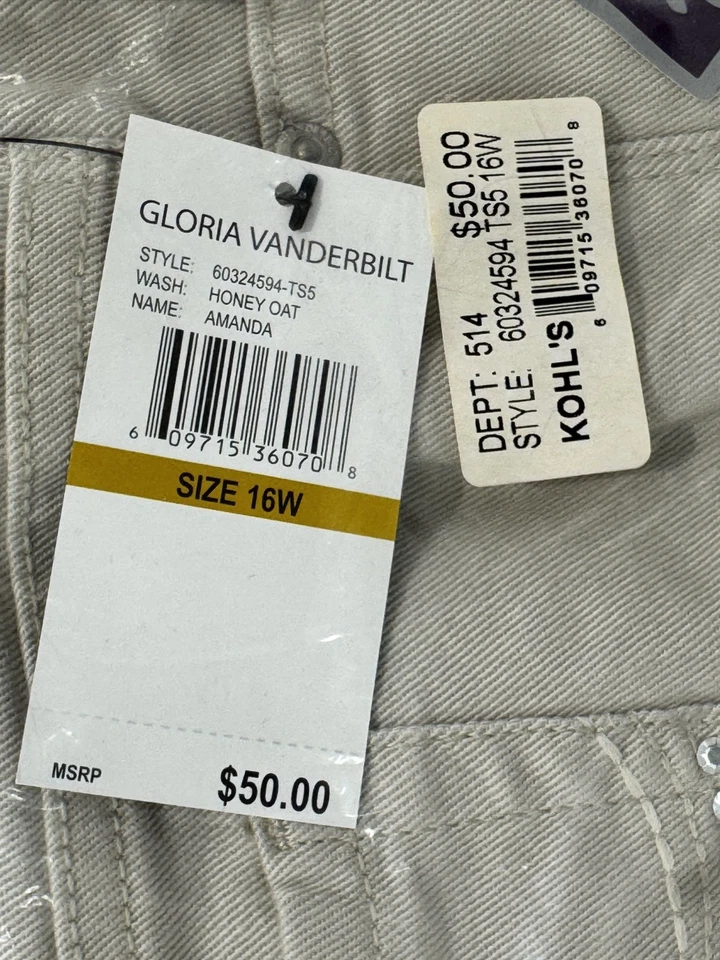 GLORIA VANDERBILT
STYLE: 60324594-TS5
WASH: HONEY OAT
NAME: AMANDA
6 09715 36070 8
SIZE 16W
MSRP $50.00
DEPT: 514 $50.00
STYLE: 60324594 TS5 16W
KOHL'S
6 09715 36070 8